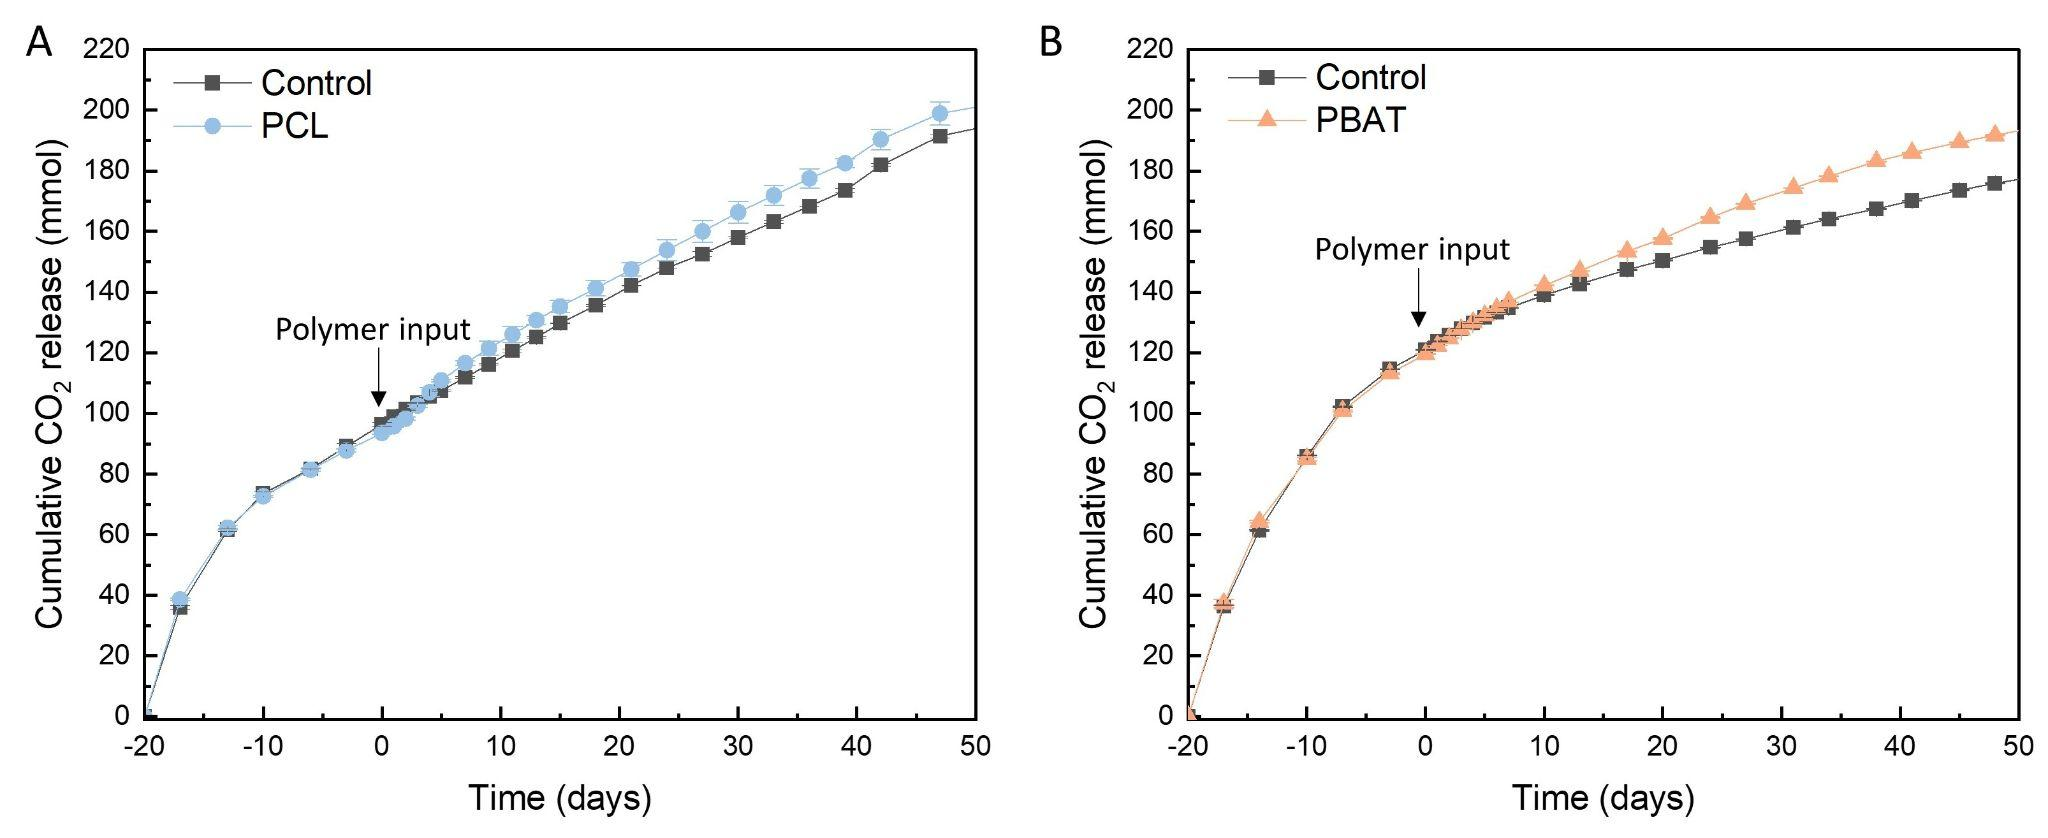 A
220
200
180
160
140
120
100
80
60
40
20
0
Cumulative CO₂ release (mmol)
Control
PCL
Polymer input
-20 -10 0 10 20 30 40 50
Time (days)
B
220
200
180
160
140
120
100
80
60
40
20
0
Cumulative CO₂ release (mmol)
Control
PBAT
Polymer input
-20 -10 0 10 20 30 40 50
Time (days)